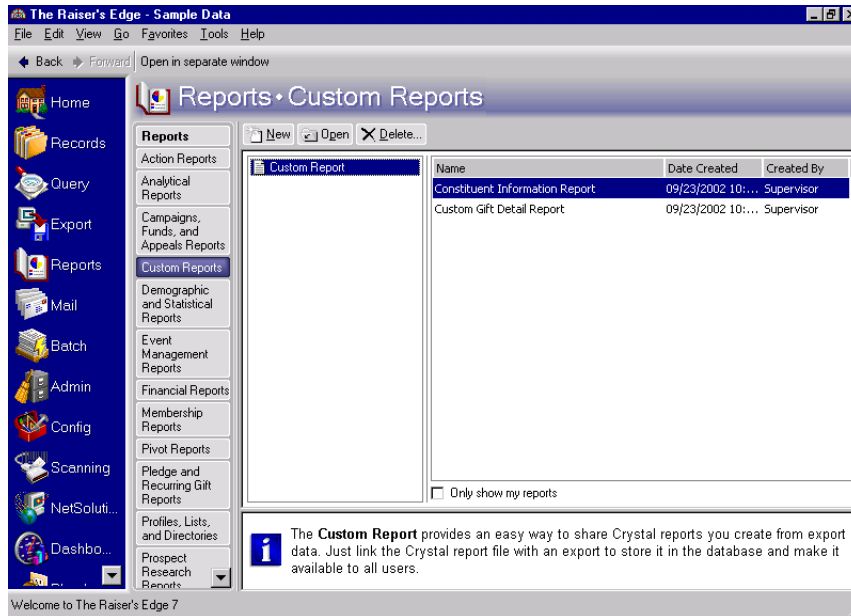 The Raiser's Edge - Sample Data
File Edit View Go Favorites Tools Help
Back Forward Open in separate window
Reports • Custom Reports
Home
Records
Query
Export
Reports
Mail
Batch
Admin
Config
Scanning
NetSoluti...
Dashbo...
Reports
Action Reports
Analytical
Reports
Campaigns,
Funds, and
Appeals Reports
Custom Reports
Demographic
and Statistical
Reports
Event
Management
Reports
Financial Reports
Membership
Reports
Pivot Reports
Pledge and
Recurring Gift
Reports
Profiles, Lists,
and Directories
Prospect
Research
Reports
New Open Delete...
Custom Report
Name Date Created Created By
Constituent Information Report 09/23/2002 10:... Supervisor
Custom Gift Detail Report 09/23/2002 10:... Supervisor
Only show my reports
The Custom Report provides an easy way to share Crystal reports you create from export
data. Just link the Crystal report file with an export to store it in the database and make it
available to all users.
Welcome to The Raiser's Edge 7